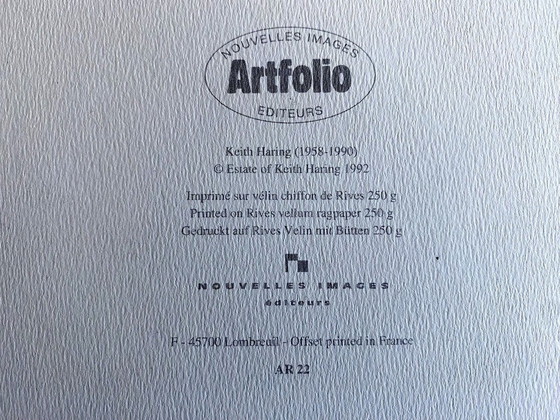 NOUVELLES IMAGES
Artfolio
EDITEURS
Keith Haring (1958-1990)
© Estate of Keith Haring 1992
Imprimé sur vélin chiffon de Rives 250 g
Printed on Rives vellum ragpaper 250 g
Gedruckt auf Rives Velin mit Bütten 250 g
NOUVELLES IMAGES
éditeurs
F - 45700 Lombreuil - Offset printed in France
AR 22